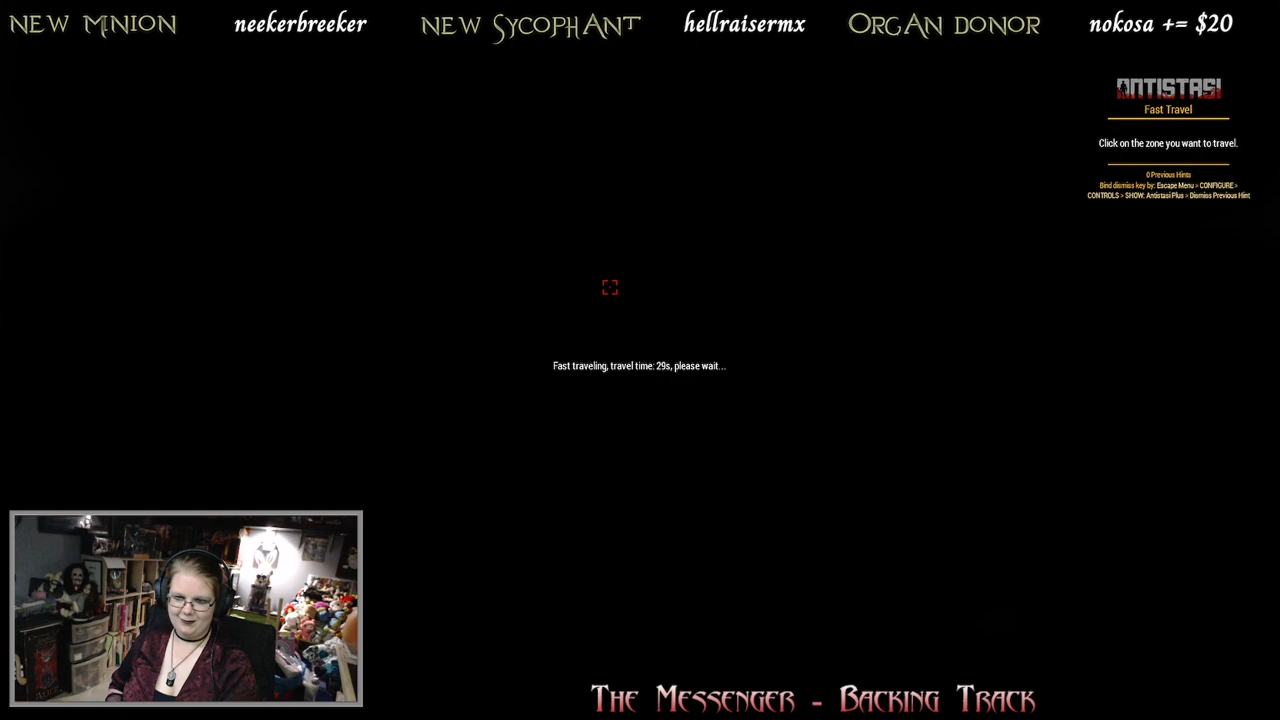 NEW MINION
neekerbreeker
NEW SYCOPHANT
hellraisermx
ORGAN DONOR
nokosa += $20
ANTISTASI
Fast Travel
Click on the zone you want to travel.
0 Previous Hints
Bind dismiss key by: Escape Menu > CONFIGURE >
CONTROLS > SHOW: Antistasi Plus > Dismiss Previous Hint
Fast traveling, travel time: 29s, please wait...
THE MESSENGER - BACKING TRACK